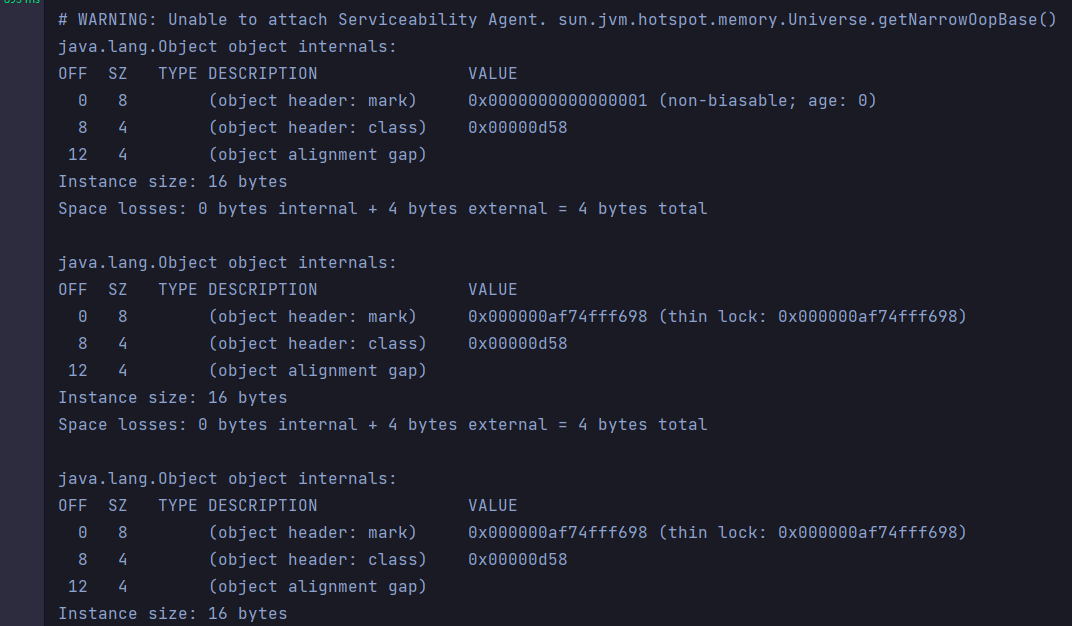 # WARNING: Unable to attach Serviceability Agent. sun.jvm.hotspot.memory.Universe.getNarrowOopBase()
java.lang.Object object internals:
OFF  SZ   TYPE DESCRIPTION               VALUE
  0   8        (object header: mark)     0x0000000000000001 (non-biasable; age: 0)
  8   4        (object header: class)    0x00000d58
 12   4        (object alignment gap)
Instance size: 16 bytes
Space losses: 0 bytes internal + 4 bytes external = 4 bytes total

java.lang.Object object internals:
OFF  SZ   TYPE DESCRIPTION               VALUE
  0   8        (object header: mark)     0x000000af74fff698 (thin lock: 0x000000af74fff698)
  8   4        (object header: class)    0x00000d58
 12   4        (object alignment gap)
Instance size: 16 bytes
Space losses: 0 bytes internal + 4 bytes external = 4 bytes total

java.lang.Object object internals:
OFF  SZ   TYPE DESCRIPTION               VALUE
  0   8        (object header: mark)     0x000000af74fff698 (thin lock: 0x000000af74fff698)
  8   4        (object header: class)    0x00000d58
 12   4        (object alignment gap)
Instance size: 16 bytes